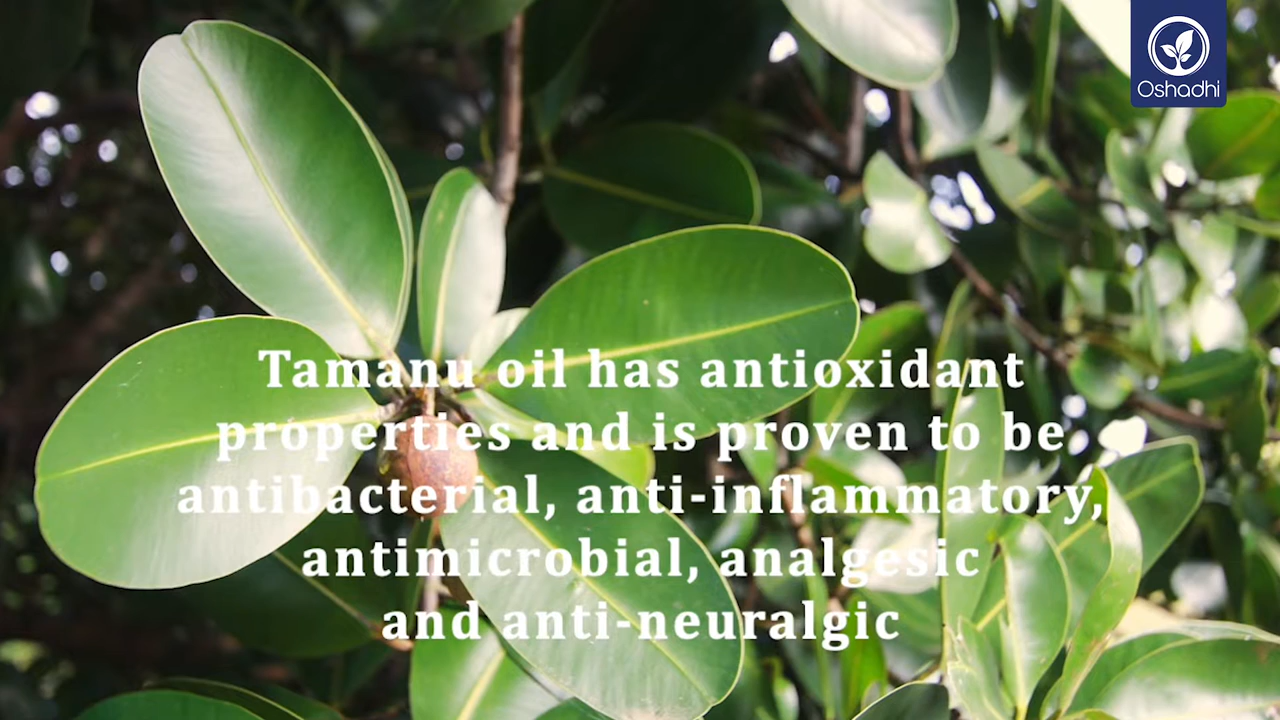 Oshadhi
Tamanu oil has antioxidant
properties and is proven to be
antibacterial, anti-inflammatory,
antimicrobial, analgesic
and anti-neuralgic